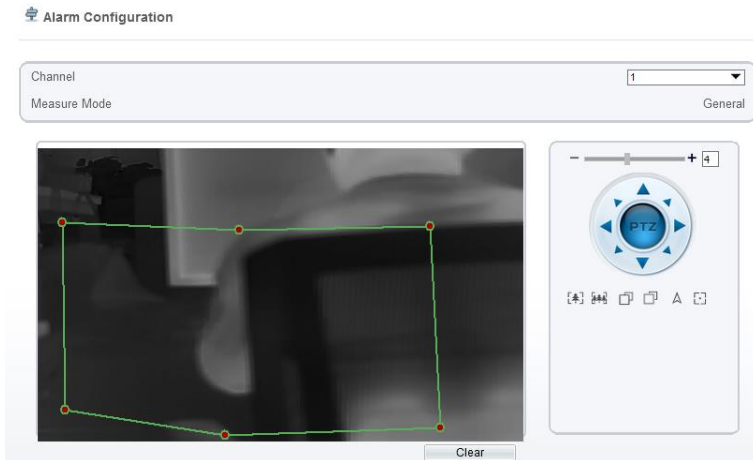 Alarm Configuration
Channel
1
Measure Mode
General
4
PTZ
Clear